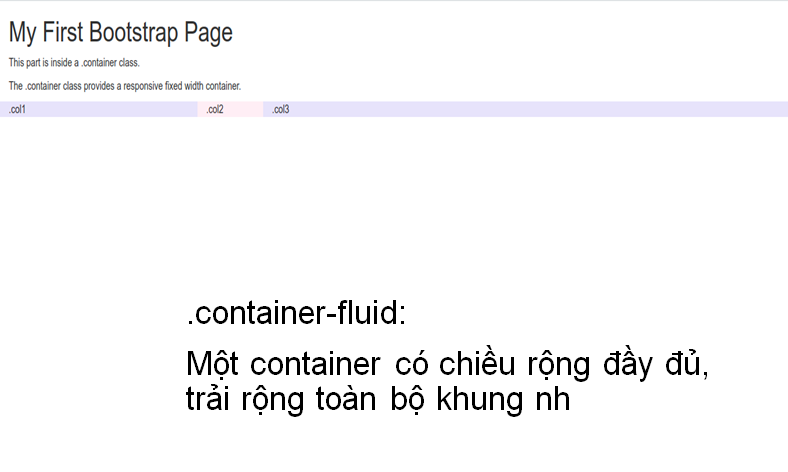 My First Bootstrap Page
This part is inside a .container class.
The .container class provides a responsive fixed width container.
.col1 .col2 .col3
.container-fluid:
Một container có chiều rộng đầy đủ,
trải rộng toàn bộ khung nh